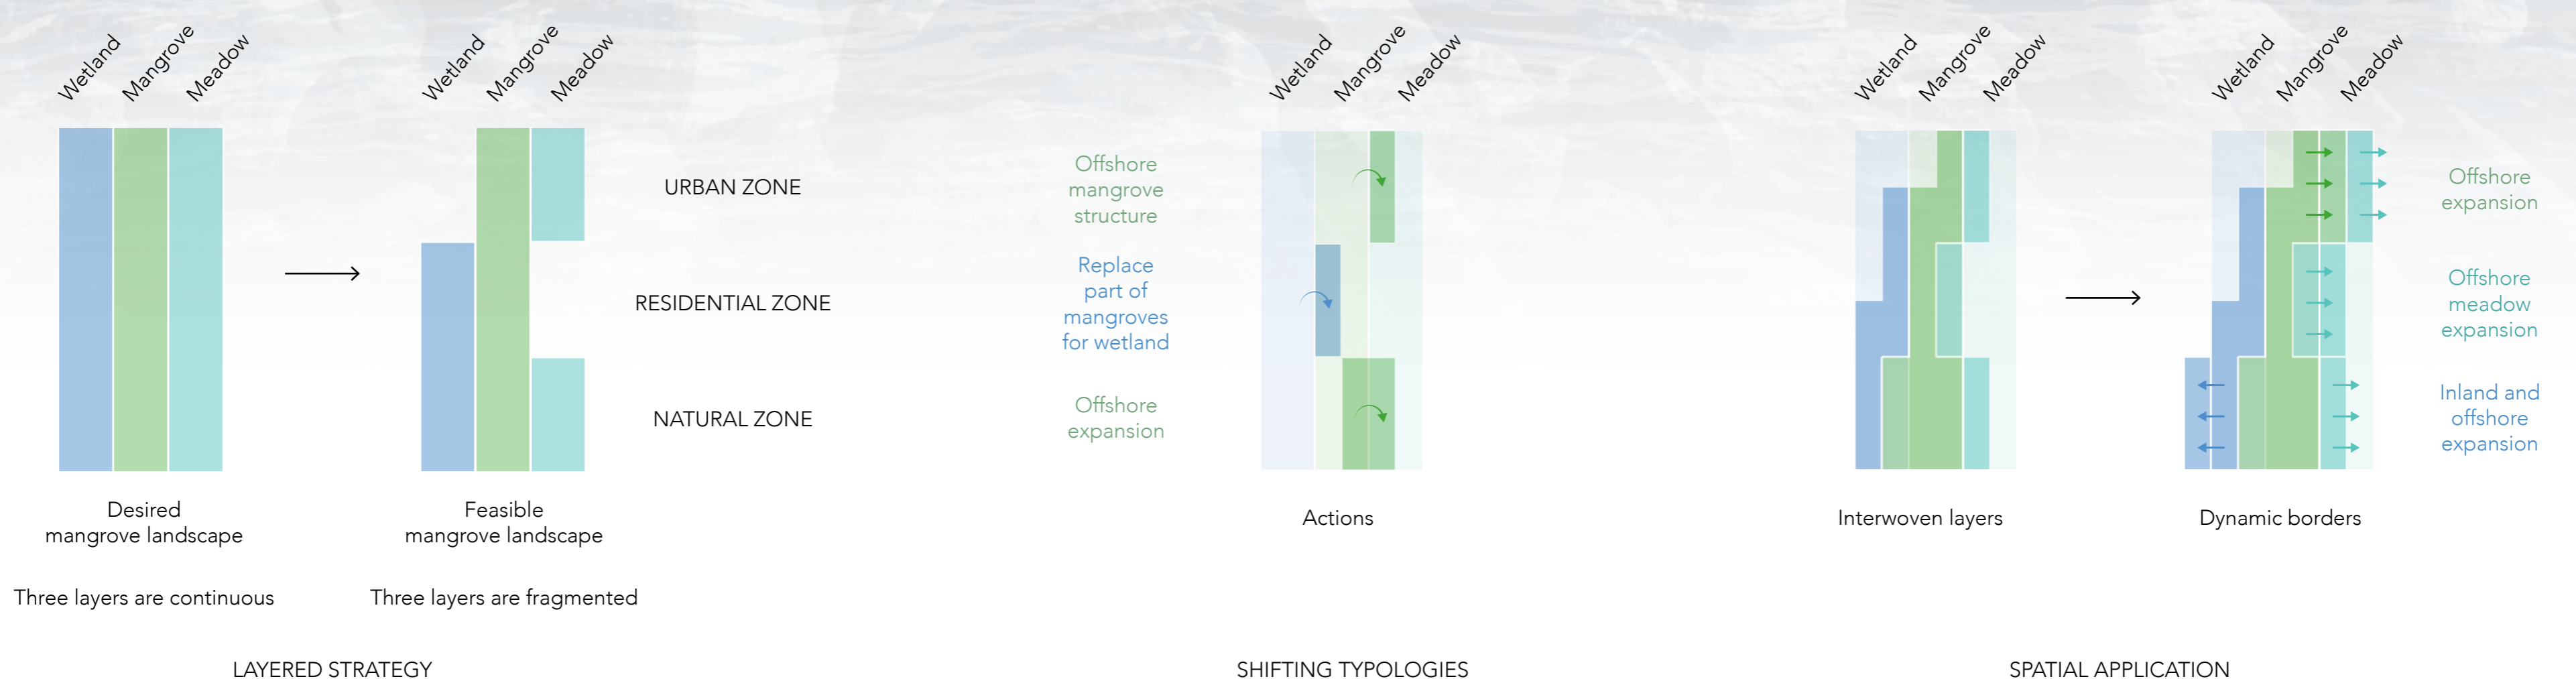 Wetland
Mangrove
Meadow
Desired
mangrove landscape
Three layers are continuous
Wetland
Mangrove
Meadow
Feasible
mangrove landscape
Three layers are fragmented
URBAN ZONE
RESIDENTIAL ZONE
NATURAL ZONE
LAYERED STRATEGY
Offshore
mangrove
structure
Replace
part of
mangroves
for wetland
Offshore
expansion
Wetland
Mangrove
Meadow
Actions
SHIFTING TYPOLOGIES
Wetland
Mangrove
Meadow
Interwoven layers
Wetland
Mangrove
Meadow
Dynamic borders
Offshore
expansion
Offshore
meadow
expansion
Inland and
offshore
expansion
SPATIAL APPLICATION